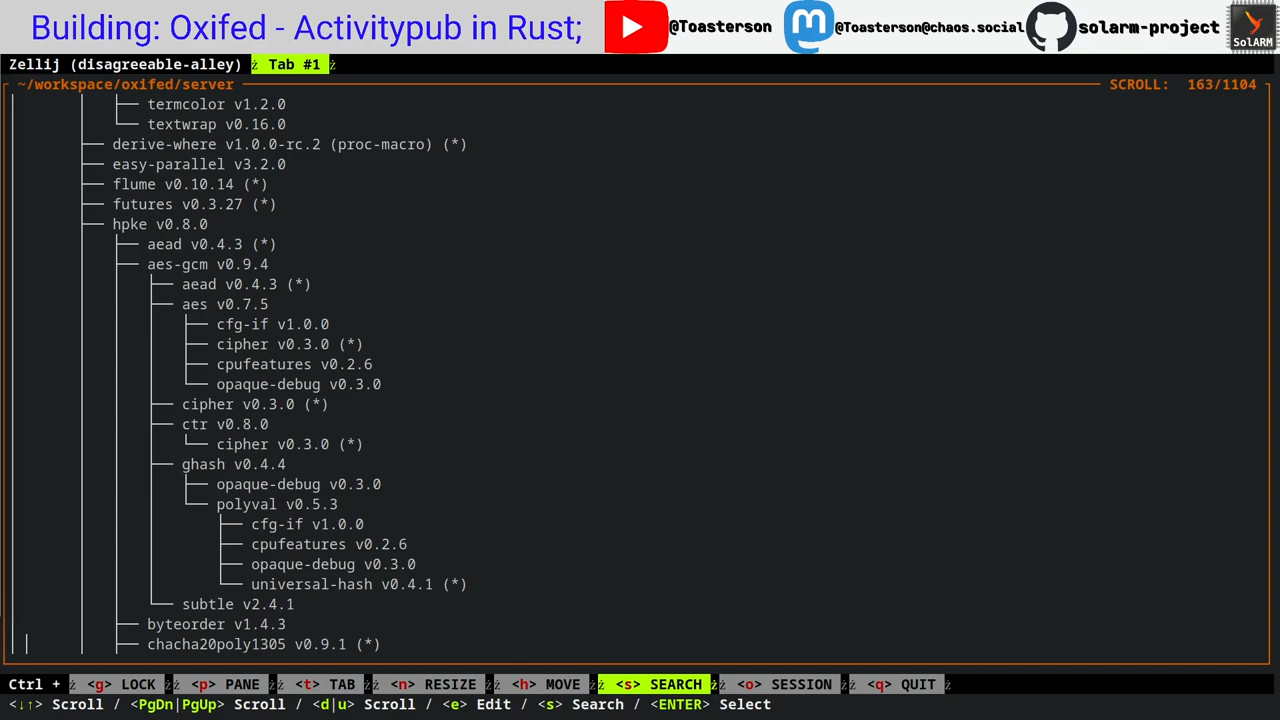 Building: Oxifed - Activitypub in Rust;
@Toasterson
@Toasterson@chaos.social
solarm-project
SolARM
Zellij (disagreeable-alley) Tab #1
~/workspace/oxifed/server
SCROLL: 163/1104
termcolor v1.2.0
textwrap v0.16.0
derive-where v1.0.0-rc.2 (proc-macro) (*)
easy-parallel v3.2.0
flume v0.10.14 (*)
futures v0.3.27 (*)
hpke v0.8.0
aead v0.4.3 (*)
aes-gcm v0.9.4
aead v0.4.3 (*)
aes v0.7.5
cfg-if v1.0.0
cipher v0.3.0 (*)
cpufeatures v0.2.6
opaque-debug v0.3.0
cipher v0.3.0 (*)
ctr v0.8.0
cipher v0.3.0 (*)
ghash v0.4.4
opaque-debug v0.3.0
polyval v0.5.3
cfg-if v1.0.0
cpufeatures v0.2.6
opaque-debug v0.3.0
universal-hash v0.4.1 (*)
subtle v2.4.1
byteorder v1.4.3
chacha20poly1305 v0.9.1 (*)
Ctrl + <g> LOCK <p> PANE <t> TAB <n> RESIZE <h> MOVE <s> SEARCH <o> SESSION <q> QUIT
<↓↑> Scroll / <PgDn|PgUp> Scroll / <d|u> Scroll / <e> Edit / <s> Search / <ENTER> Select